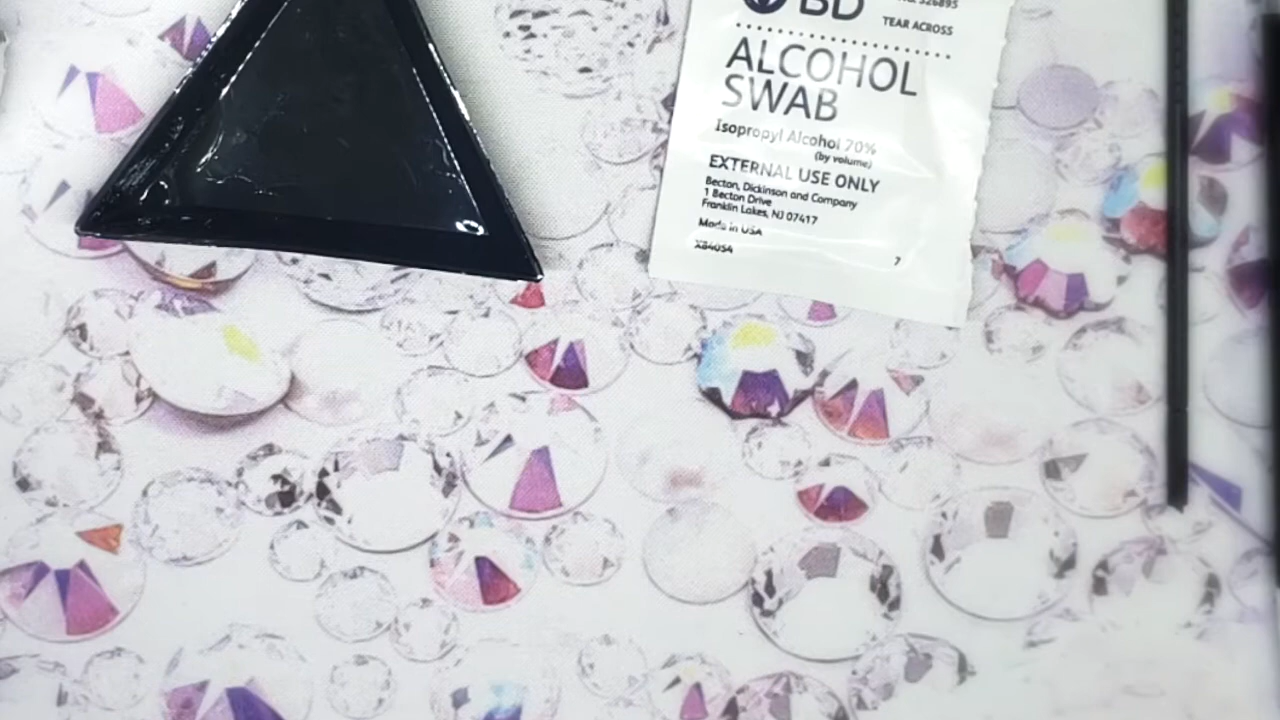 BD
TEAR ACROSS
ALCOHOL
SWAB
Isopropyl Alcohol 70%
(by volume)
EXTERNAL USE ONLY
Becton, Dickinson and Company
1 Becton Drive
Franklin Lakes, NJ 07417
Made in USA
X84054
7